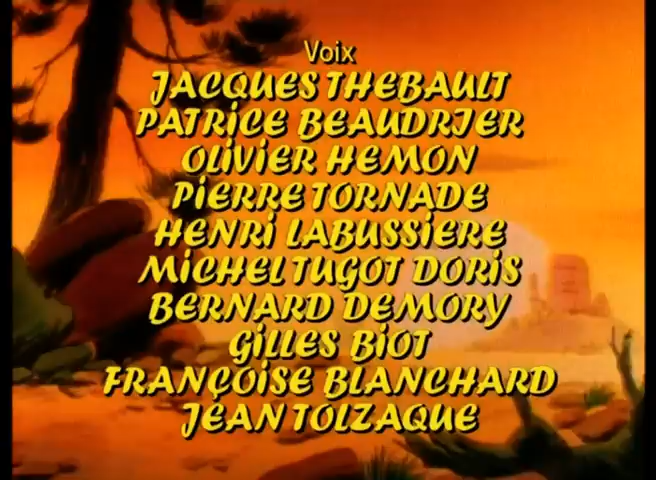 Voix
JACQUES THEBAULT
PATRiCE BEAUDRIER
OLiViER HEMON
PiERRE TORNADE
HENRi LABUSSiERE
MiCHEL TUGOT DORiS
BERNARD DEMORY
GiLLES BiOT
FRANÇOiSE BLANCHARD
JEAN TOLZAQUE